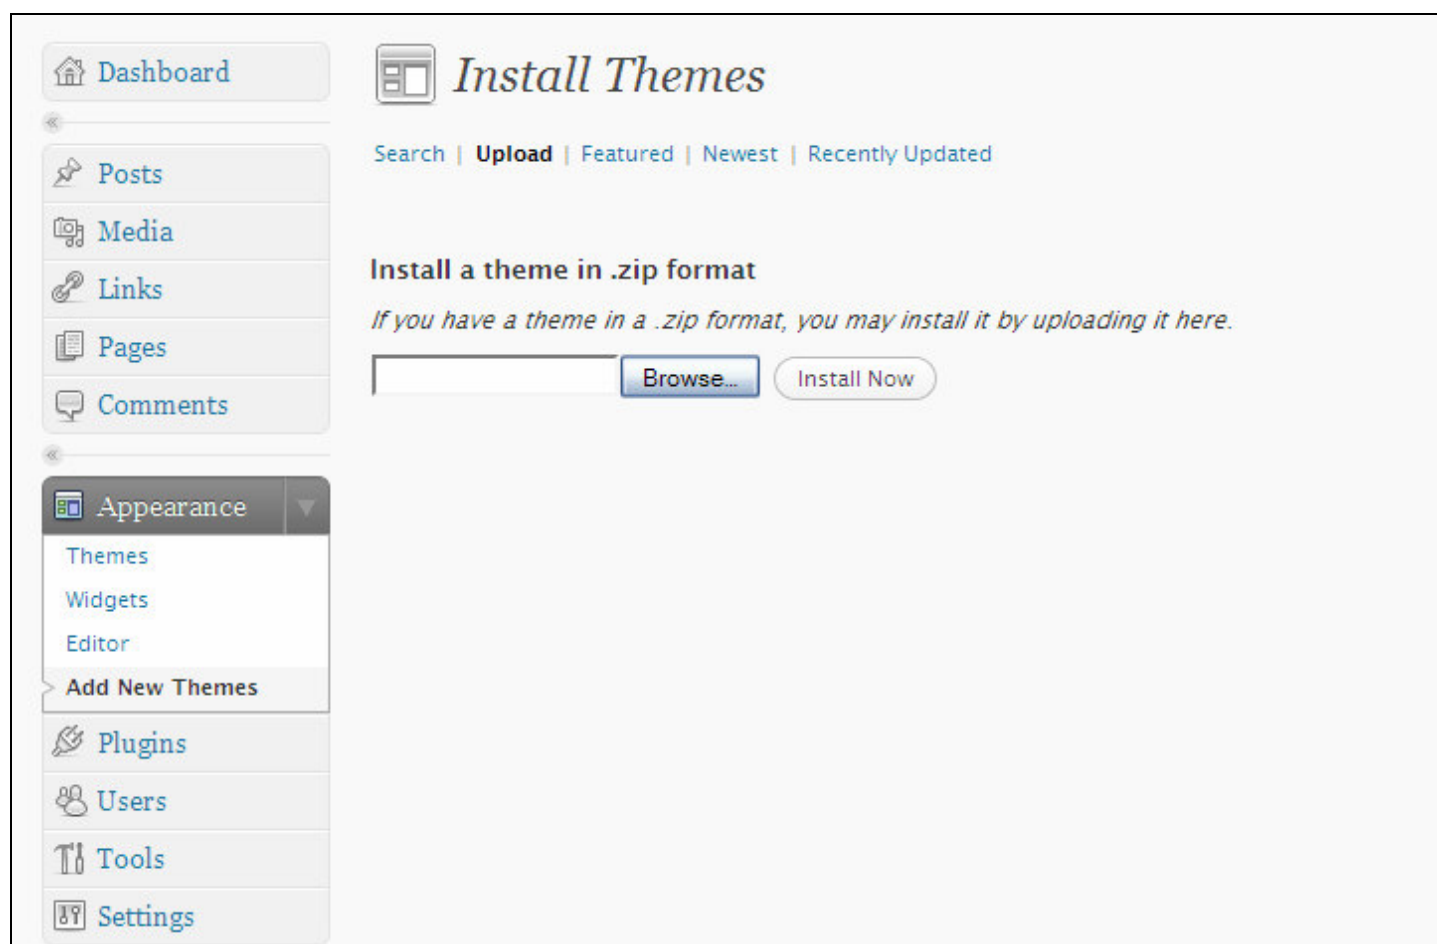 Dashboard
Posts
Media
Links
Pages
Comments
Appearance
Themes
Widgets
Editor
Add New Themes
Plugins
Users
Tools
Settings
Install Themes
Search | Upload | Featured | Newest | Recently Updated
Install a theme in .zip format
If you have a theme in a .zip format, you may install it by uploading it here.
Browse... Install Now